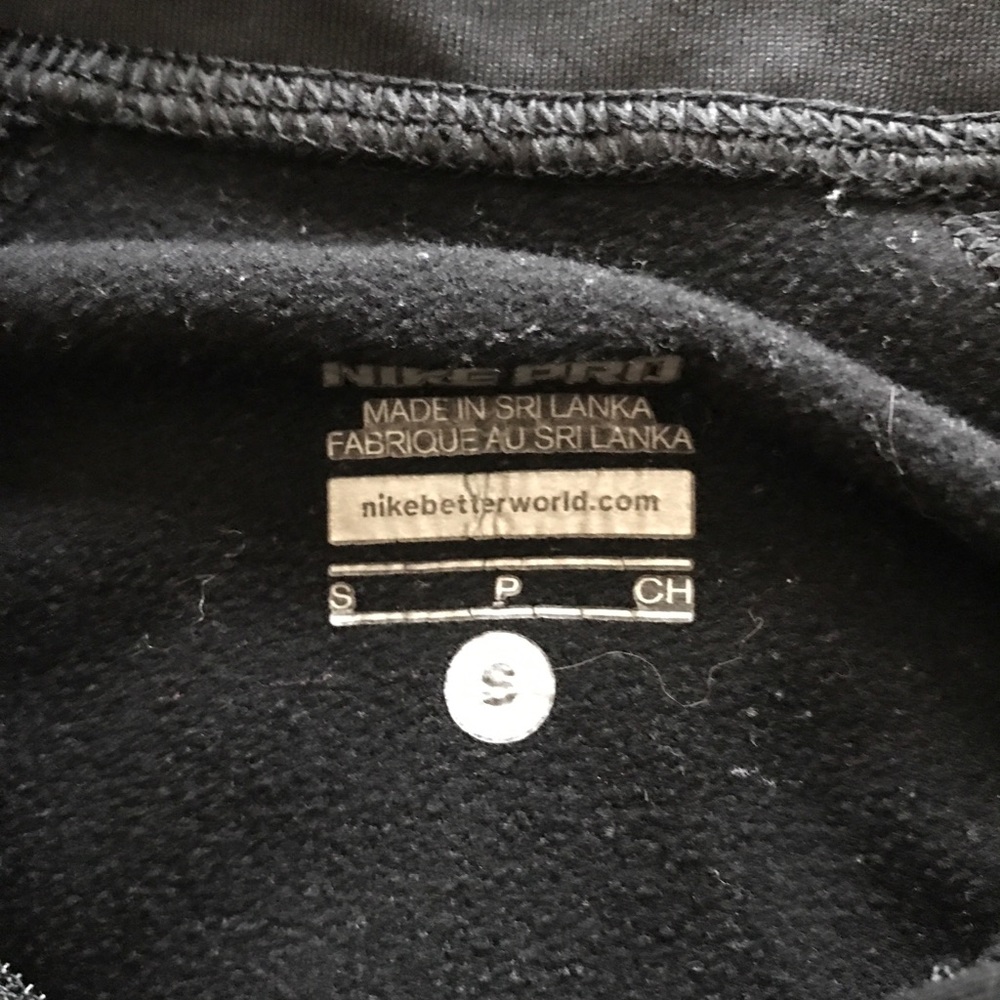 NIKE PRO
MADE IN SRI LANKA
FABRIQUE AU SRI LANKA
nikebetterworld.com
S P CH
S